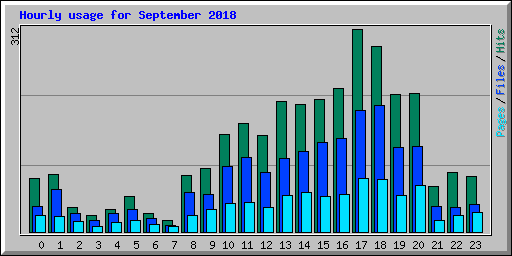 Hourly usage for September 2018
312
Pages / Files / Hits
0 1 2 3 4 5 6 7 8 9 10 11 12 13 14 15 16 17 18 19 20 21 22 23